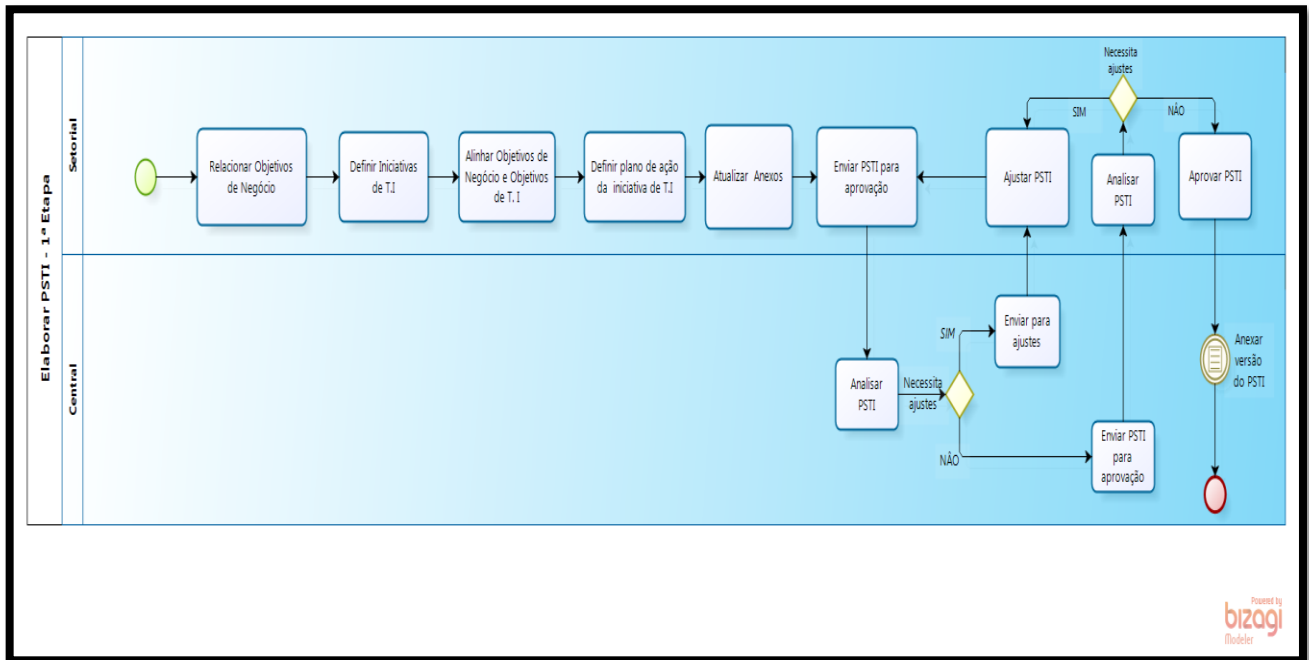 Elaborar PSTI - 1ª Etapa
Setorial
Relacionar Objetivos
de Negócio
Definir Iniciativas
de T.I
Alinhar Objetivos de
Negócio e Objetivos
de T. I
Definir plano de ação
da iniciativa de T.I
Atualizar Anexos
Enviar PSTI para
aprovação
Ajustar PSTI
Necessita
ajustes
SIM
NÃO
Analisar
PSTI
Aprovar PSTI
Central
Analisar
PSTI
Necessita
ajustes
SIM
NÃO
Enviar para
ajustes
Enviar PSTI
para
aprovação
Anexar
versão
do PSTI
Powered by
bizagi
Modeler